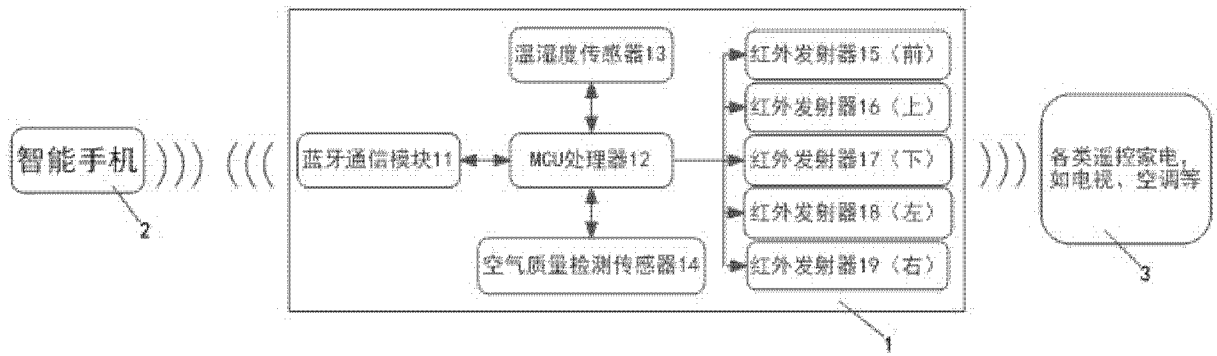 智能手机
2
蓝牙通信模块11
温湿度传感器13
MCU处理器12
空气质量检测传感器14
红外发射器15（前）
红外发射器16（上）
红外发射器17（下）
红外发射器18（左）
红外发射器19（右）
1
各类遥控家电，
如电视、空调等
3